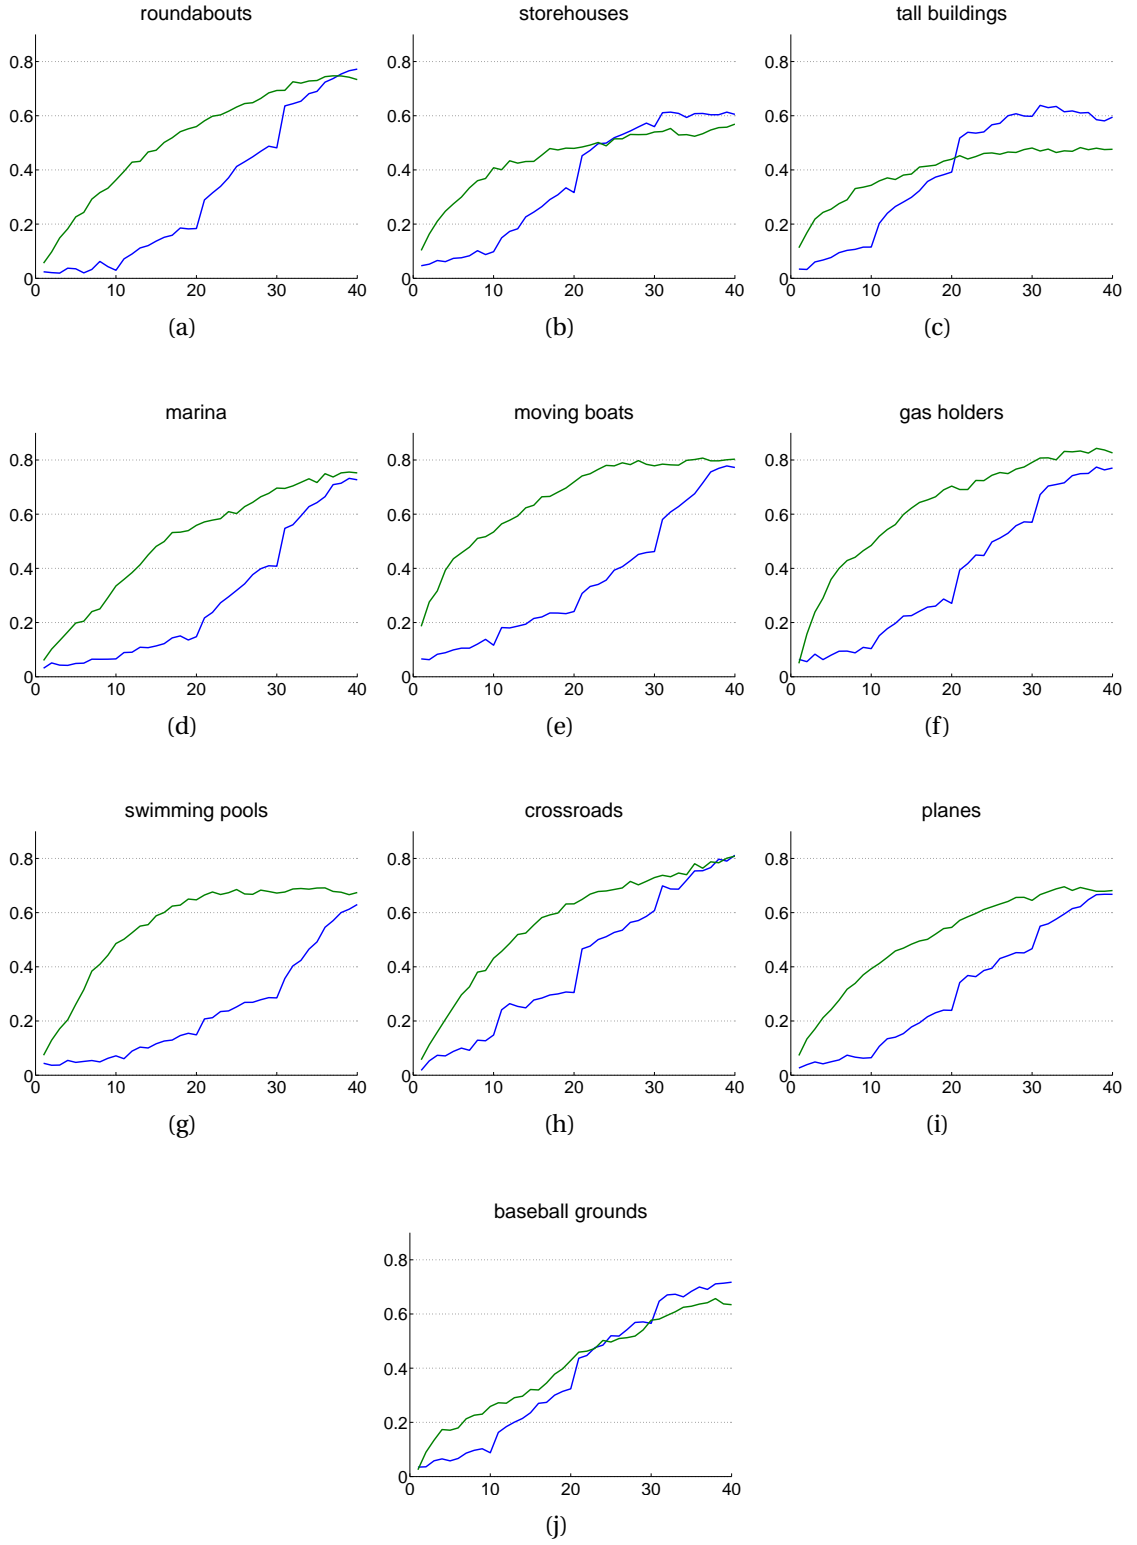 roundabouts storehouses tall buildings
0.8 0.8 0.8
0.6 0.6 0.6
0.4 0.4 0.4
0.2 0.2 0.2
0 0 0
0 10 20 30 40 0 10 20 30 40 0 10 20 30 40
(a) (b) (c)
marina moving boats gas holders
0.8 0.8 0.8
0.6 0.6 0.6
0.4 0.4 0.4
0.2 0.2 0.2
0 0 0
0 10 20 30 40 0 10 20 30 40 0 10 20 30 40
(d) (e) (f)
swimming pools crossroads planes
0.8 0.8 0.8
0.6 0.6 0.6
0.4 0.4 0.4
0.2 0.2 0.2
0 0 0
0 10 20 30 40 0 10 20 30 40 0 10 20 30 40
(g) (h) (i)
baseball grounds
0.8
0.6
0.4
0.2
0
0 10 20 30 40
(j)